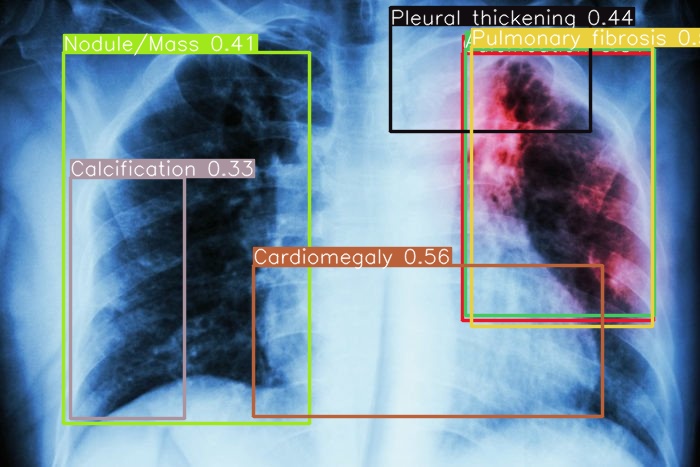 Pleural thickening 0.44
Nodule/Mass 0.41
Pulmonary fibrosis 0.
Calcification 0.33
Cardiomegaly 0.56